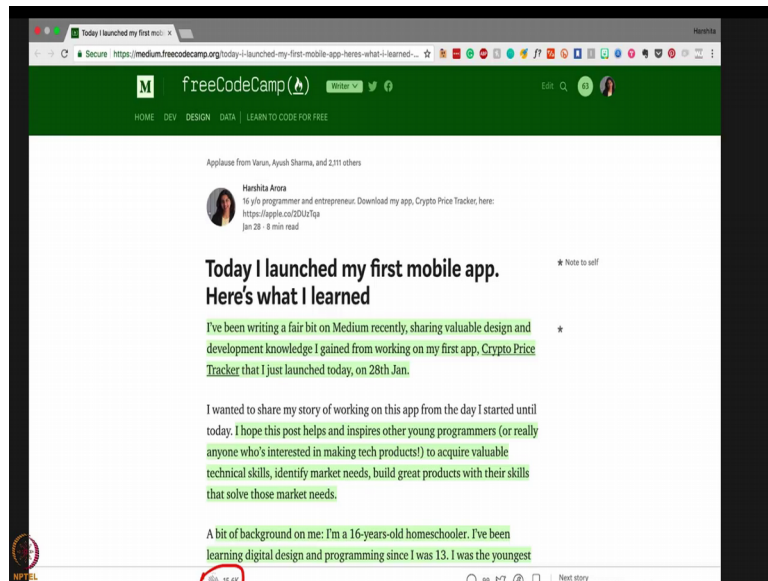 Today I launched my first mob
Harshita
Secure | https://medium.freecodecamp.org/today-i-launched-my-first-mobile-app-heres-what-i-learned-...
M freeCodeCamp Writer Edit 63
HOME DEV DESIGN DATA | LEARN TO CODE FOR FREE
Applause from Varun, Ayush Sharma, and 2,111 others
Harshita Arora
16 y/o programmer and entrepreneur. Download my app, Crypto Price Tracker, here:
https://apple.co/2DUzTqa
Jan 28 · 8 min read
Today I launched my first mobile app.
Here's what I learned
★ Note to self
I've been writing a fair bit on Medium recently, sharing valuable design and
development knowledge I gained from working on my first app, Crypto Price
Tracker that I just launched today, on 28th Jan.
I wanted to share my story of working on this app from the day I started until
today. I hope this post helps and inspires other young programmers (or really
anyone who's interested in making tech products!) to acquire valuable
technical skills, identify market needs, build great products with their skills
that solve those market needs.
A bit of background on me: I'm a 16-years-old homeschooler. I've been
learning digital design and programming since I was 13. I was the youngest
Next story
NPTEL